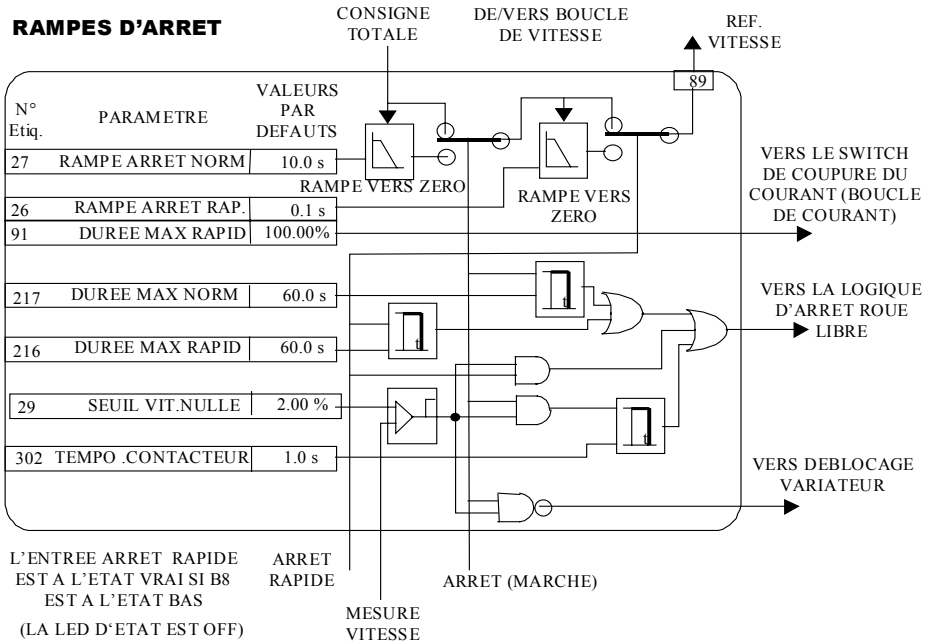 RAMPES D'ARRET
CONSIGNE
TOTALE
DE/VERS BOUCLE
DE VITESSE
REF.
VITESSE
89
N°
Etiq.
PARAMETRE
VALEURS
PAR
DEFAUTS
27 RAMPE ARRET NORM 10.0 s
RAMPE VERS ZERO
RAMPE VERS
ZERO
26 RAMPE ARRET RAP. 0.1 s
91 DUREE MAX RAPID 100.00%
VERS LE SWITCH
DE COUPURE DU
COURANT (BOUCLE
DE COURANT)
217 DUREE MAX NORM 60.0 s
t
VERS LA LOGIQUE
D'ARRET ROUE
LIBRE
216 DUREE MAX RAPID 60.0 s
t
29 SEUIL VIT.NULLE 2.00 %
t
302 TEMPO .CONTACTEUR 1.0 s
VERS DEBLOCAGE
VARIATEUR
L'ENTREE ARRET RAPIDE
EST A L'ETAT VRAI SI B8
EST A L'ETAT BAS
(LA LED D'ETAT EST OFF)
ARRET
RAPIDE
ARRET (MARCHE)
MESURE
VITESSE